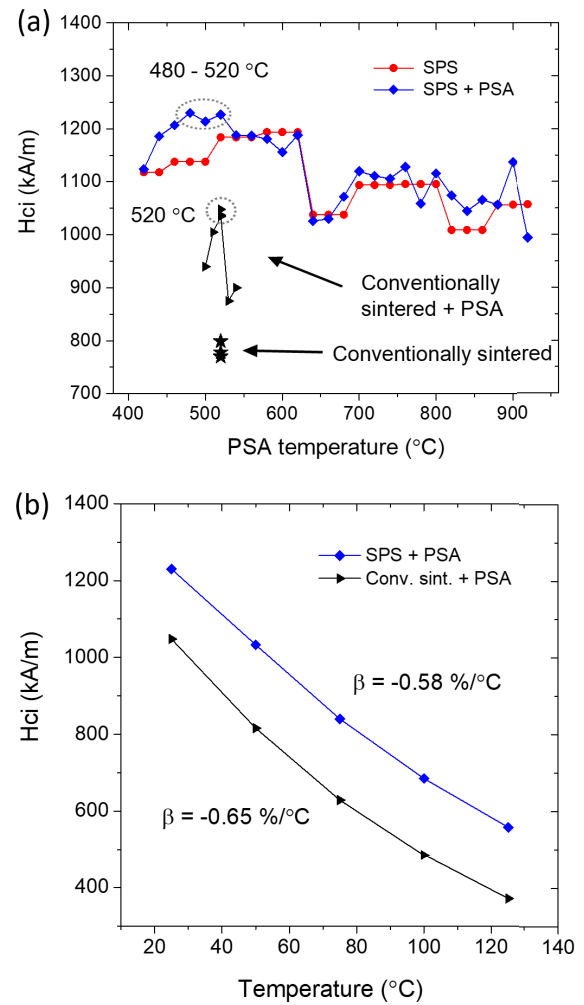 (a)
1400
1300
1200
1100
1000
900
800
700
Hci (kA/m)
480 - 520 °C
SPS
SPS + PSA
520 °C
Conventionally
sintered + PSA
Conventionally sintered
400 500 600 700 800 900
PSA temperature (°C)
(b)
1400
1200
1000
800
600
400
Hci (kA/m)
SPS + PSA
Conv. sint. + PSA
β = -0.58 %/°C
β = -0.65 %/°C
20 40 60 80 100 120 140
Temperature (°C)